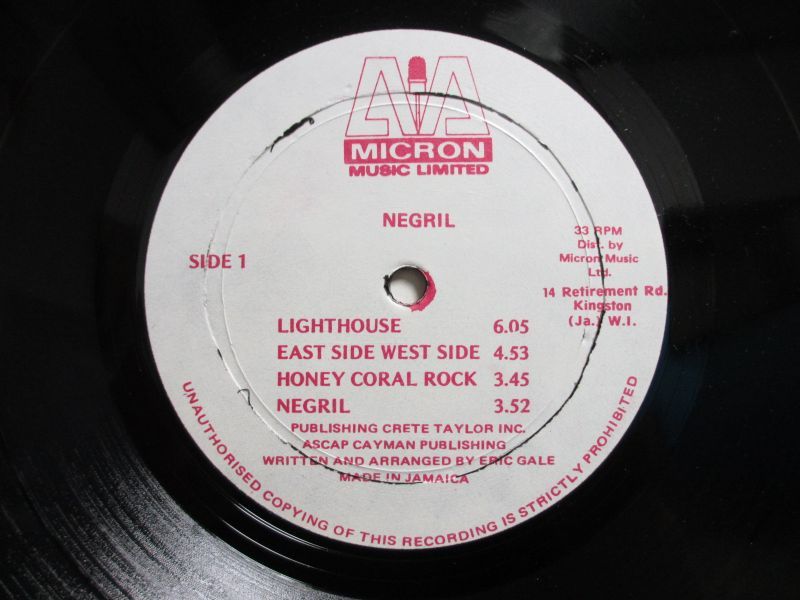 MICRON
MUSIC LIMITED
NEGRIL
SIDE 1
33 RPM
Dist. by
Micron Music
Ltd.
14 Retirement Rd.
Kingston
(Ja.) W.I.
LIGHTHOUSE 6.05
EAST SIDE WEST SIDE 4.53
HONEY CORAL ROCK 3.45
NEGRIL 3.52
PUBLISHING CRETE TAYLOR INC.
ASCAP CAYMAN PUBLISHING
WRITTEN AND ARRANGED BY ERIC GALE
MADE IN JAMAICA
UNAUTHORISED COPYING OF THIS RECORDING IS STRICTLY PROHIBITED